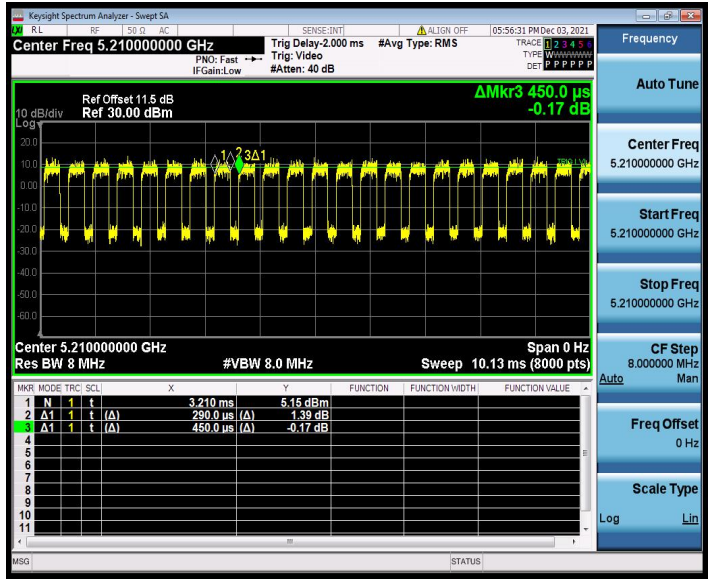 Keysight Spectrum Analyzer - Swept SA
RL RF 50 Ω AC SENSE:INT ALIGN OFF 05:56:31 PM Dec 03, 2021
Center Freq 5.210000000 GHz
PNO: Fast
IFGain:Low
Trig Delay-2.000 ms
Trig: Video
#Atten: 40 dB
#Avg Type: RMS
TRACE 1 2 3 4 5 6
TYPE WWWWWW
DET P P P P P P
Ref Offset 11.5 dB
10 dB/div Ref 30.00 dBm
Log
ΔMkr3 450.0 µs
-0.17 dB
20.0
10.0
0.00
-10.0
-20.0
-30.0
-40.0
-50.0
-60.0
1 2 3Δ1
TRIG LVL
Center 5.210000000 GHz Span 0 Hz
Res BW 8 MHz #VBW 8.0 MHz Sweep 10.13 ms (8000 pts)
MKR MODE TRC SCL X Y FUNCTION FUNCTION WIDTH FUNCTION VALUE
1 N 1 t 3.210 ms 5.15 dBm
2 Δ1 1 t (Δ) 290.0 µs (Δ) 1.39 dB
3 Δ1 1 t (Δ) 450.0 µs (Δ) -0.17 dB
4
5
6
7
8
9
10
11
MSG STATUS
Frequency
Auto Tune
Center Freq
5.210000000 GHz
Start Freq
5.210000000 GHz
Stop Freq
5.210000000 GHz
CF Step
8.000000 MHz
Auto Man
Freq Offset
0 Hz
Scale Type
Log Lin